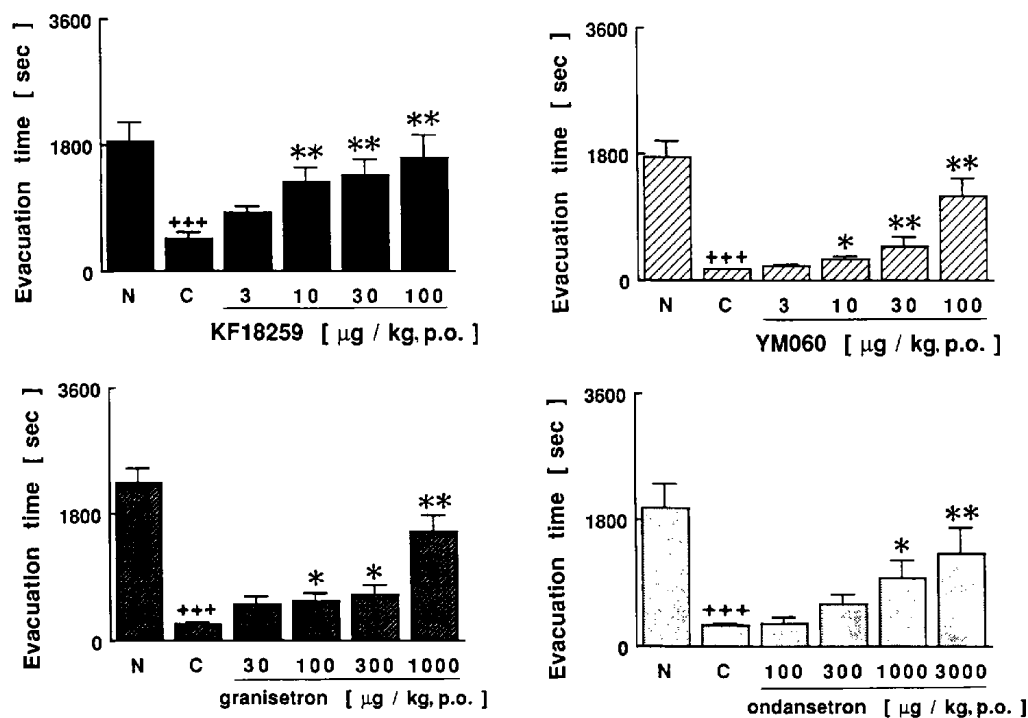 Evacuation time [ sec ]
3600
1800
0
** ** **
+++
N C 3 10 30 100
KF18259 [ μg / kg, p.o. ]
Evacuation time [ sec ]
3600
1800
0
+++ * ** **
N C 3 10 30 100
YM060 [ μg / kg, p.o. ]
Evacuation time [ sec ]
3600
1800
0
+++ * * **
N C 30 100 300 1000
granisetron [ μg / kg, p.o. ]
Evacuation time [ sec ]
3600
1800
0
+++ * **
N C 100 300 1000 3000
ondansetron [ μg / kg, p.o. ]